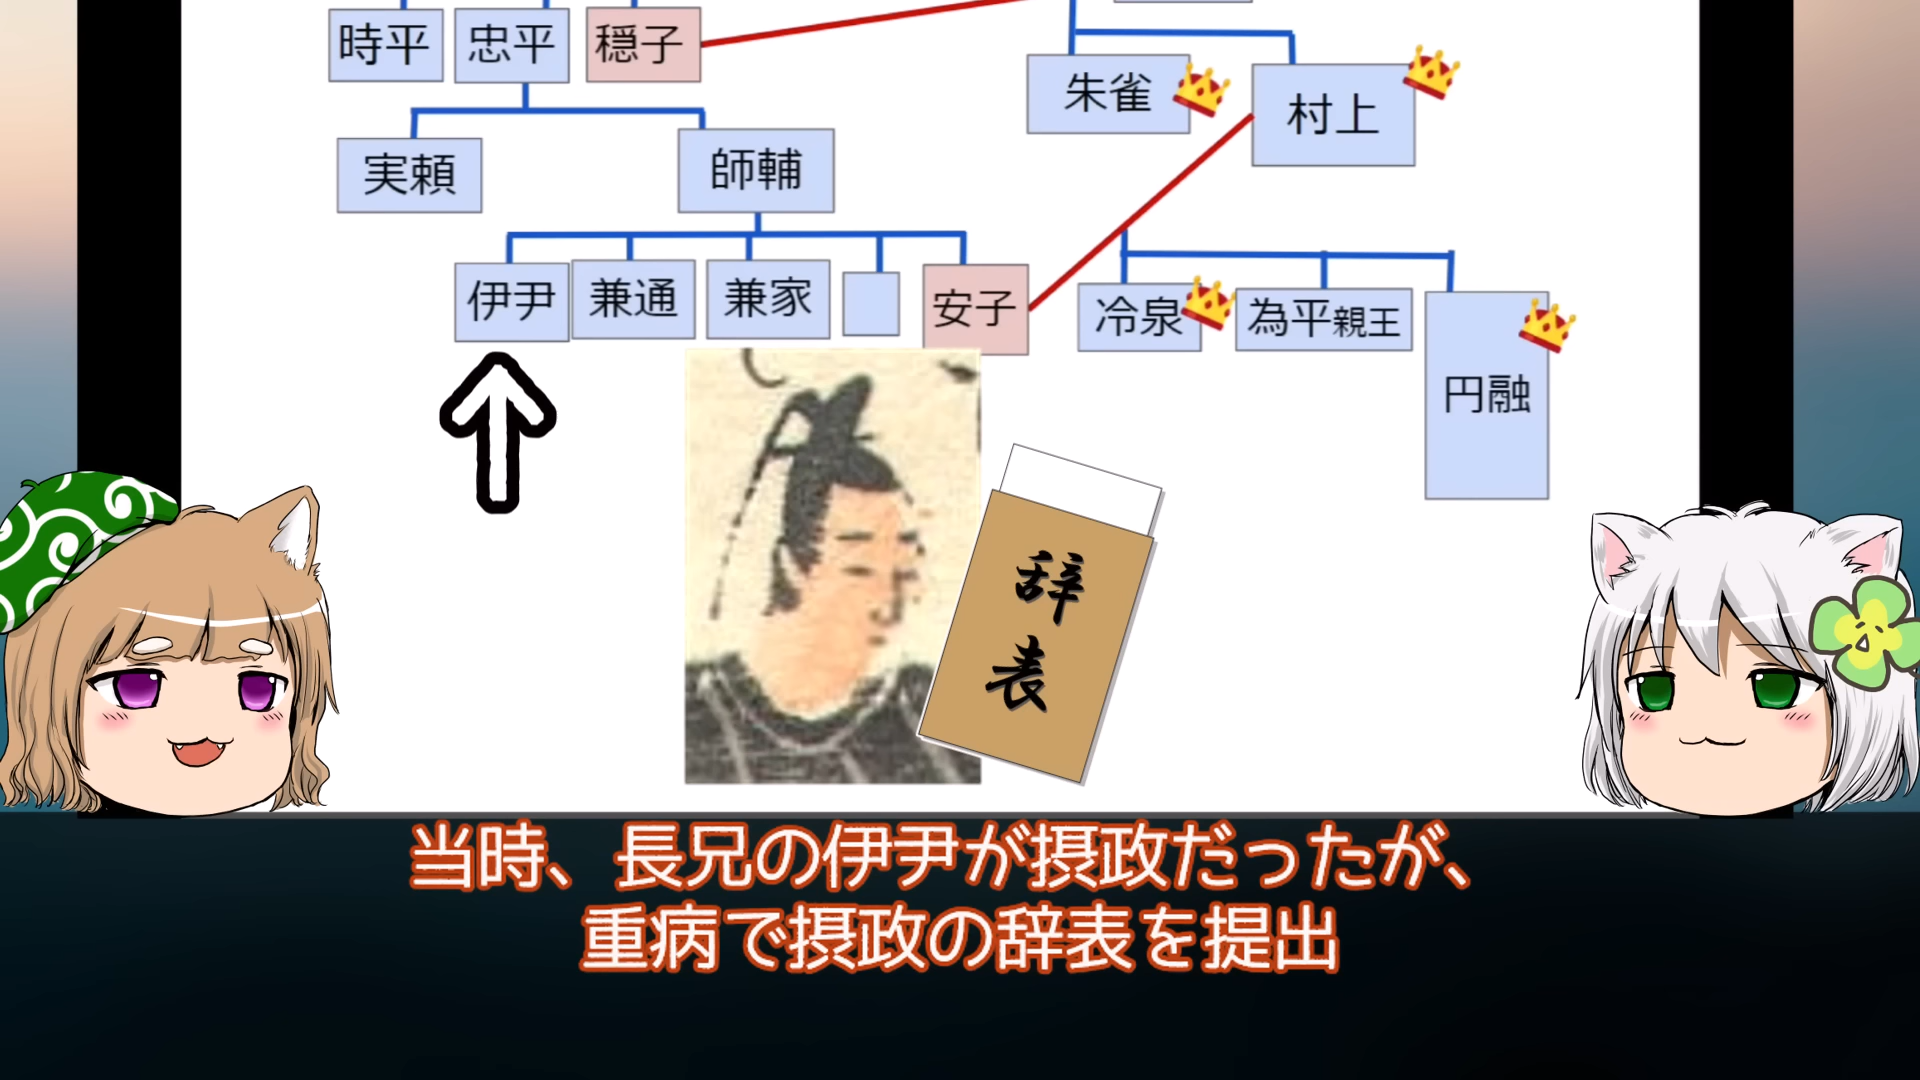 時平
忠平
穏子
朱雀
村上
実頼
師輔
伊尹
兼通
兼家
安子
冷泉
為平親王
円融
辞
表
当時、長兄の伊尹が摂政だったが、
重病で摂政の辞表を提出